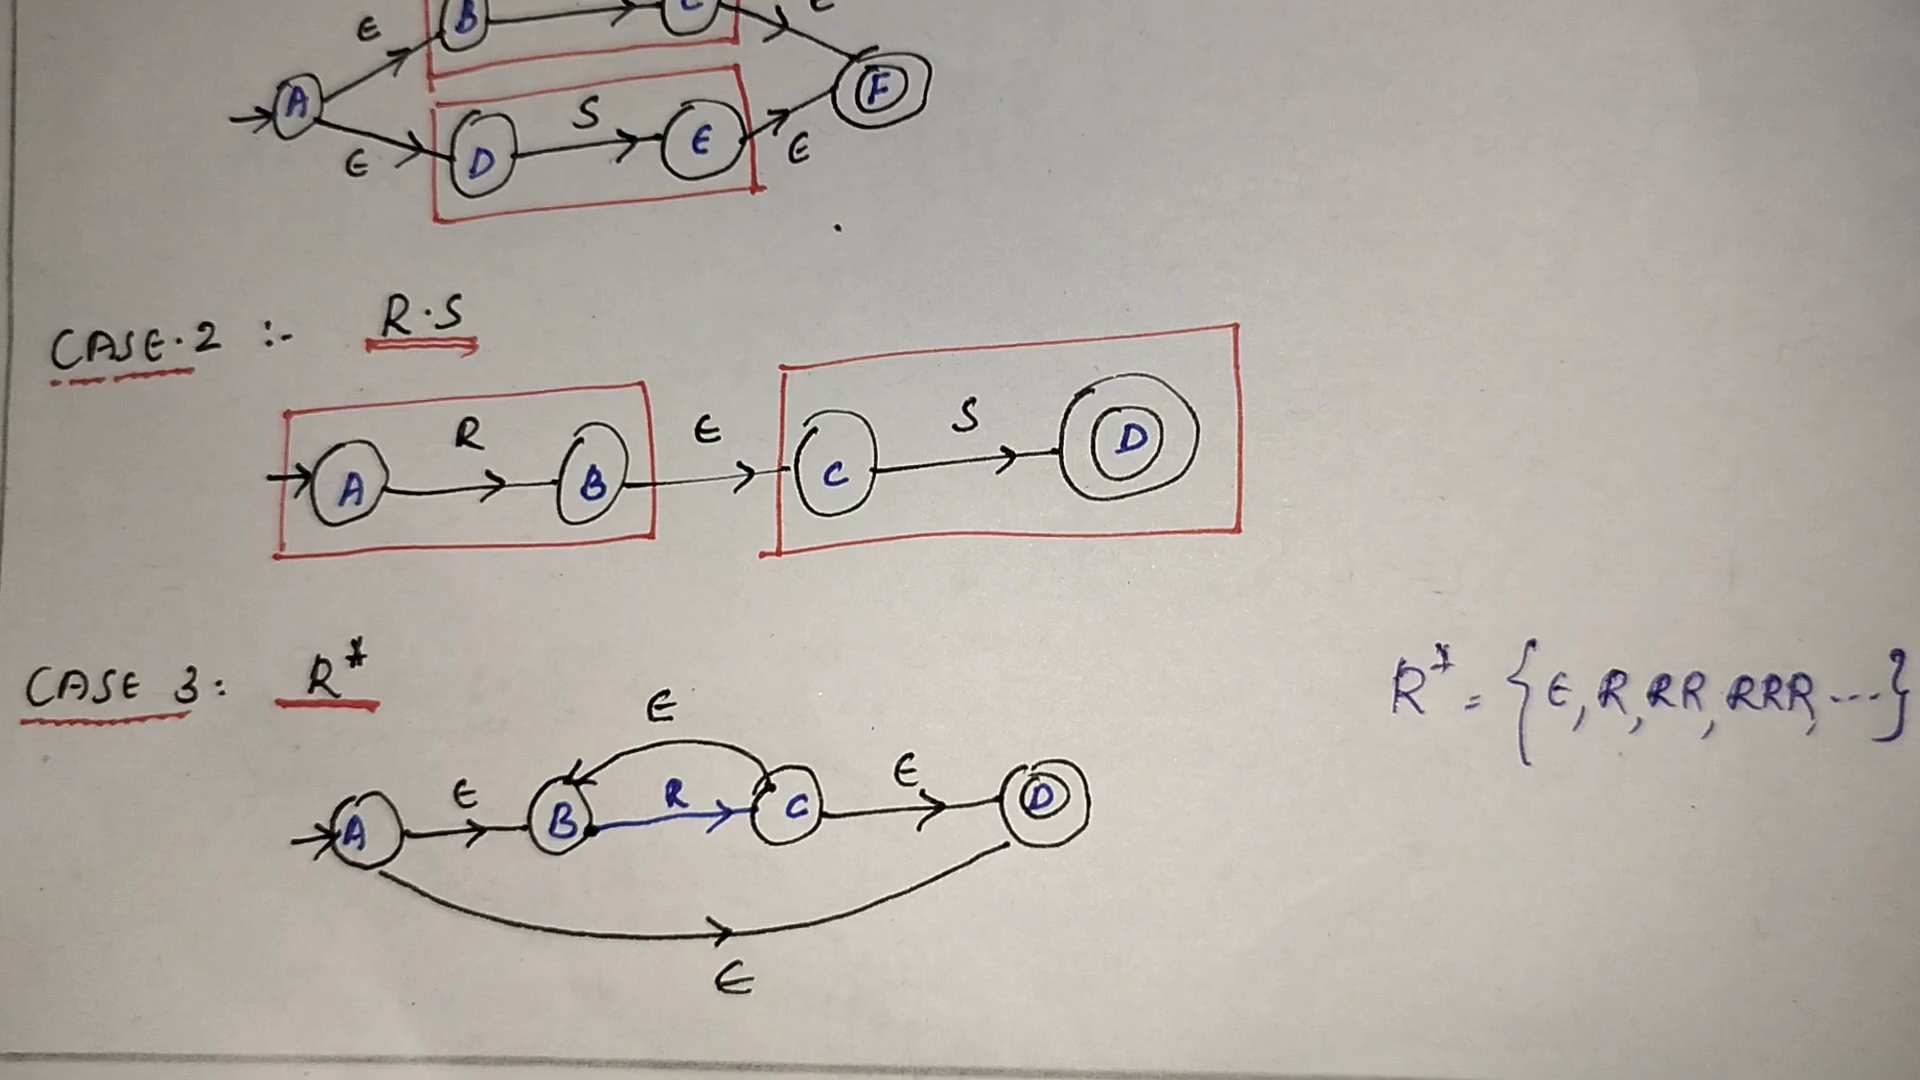 ϵ B C ϵ
A F
ϵ D S E ϵ
CASE.2 :- R.S
A R B ϵ C S D
CASE 3: R*
R* = {ϵ, R, RR, RRR, ...}
ϵ
A ϵ B R C ϵ D
ϵ